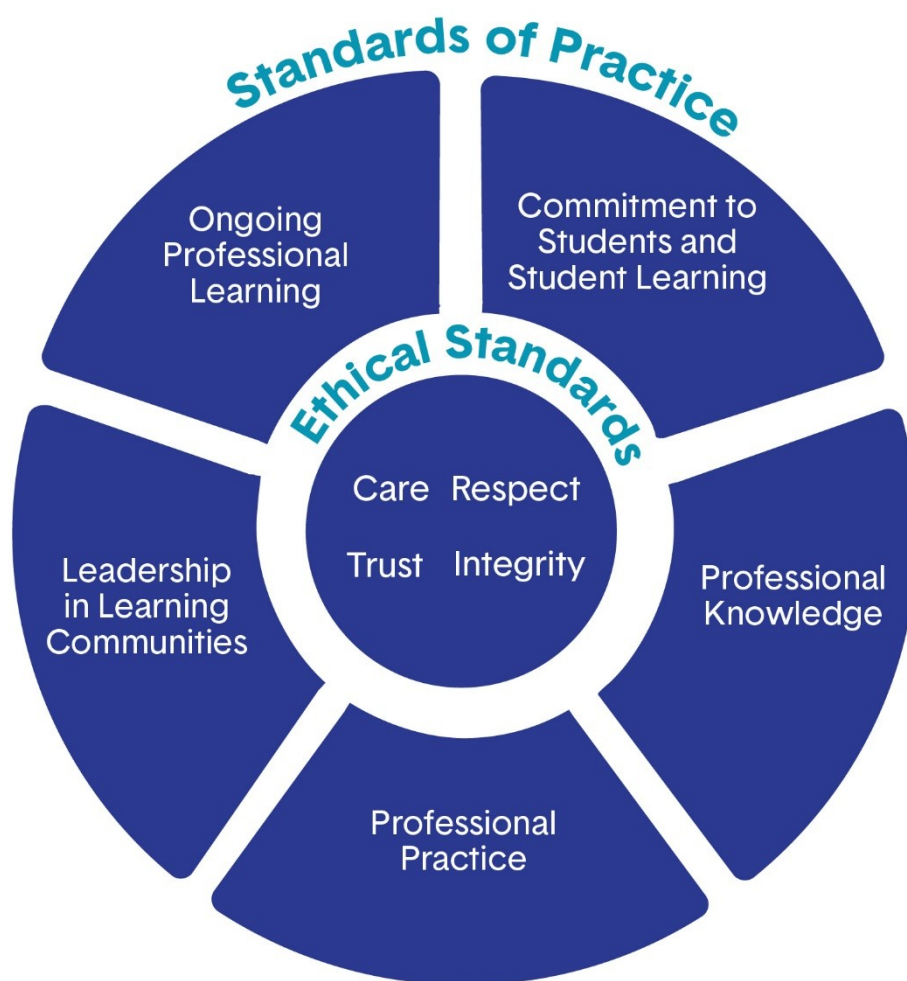 Standards of Practice
Ongoing
Professional
Learning
Commitment to
Students and
Student Learning
Ethical Standards
Care Respect
Trust Integrity
Leadership
in Learning
Communities
Professional
Knowledge
Professional
Practice